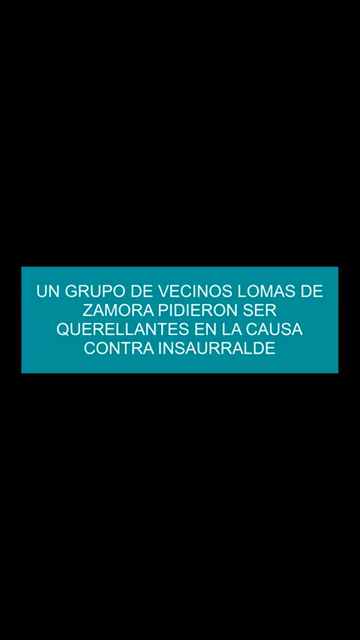 UN GRUPO DE VECINOS LOMAS DE
ZAMORA PIDIERON SER
QUERELLANTES EN LA CAUSA
CONTRA INSAURRALDE